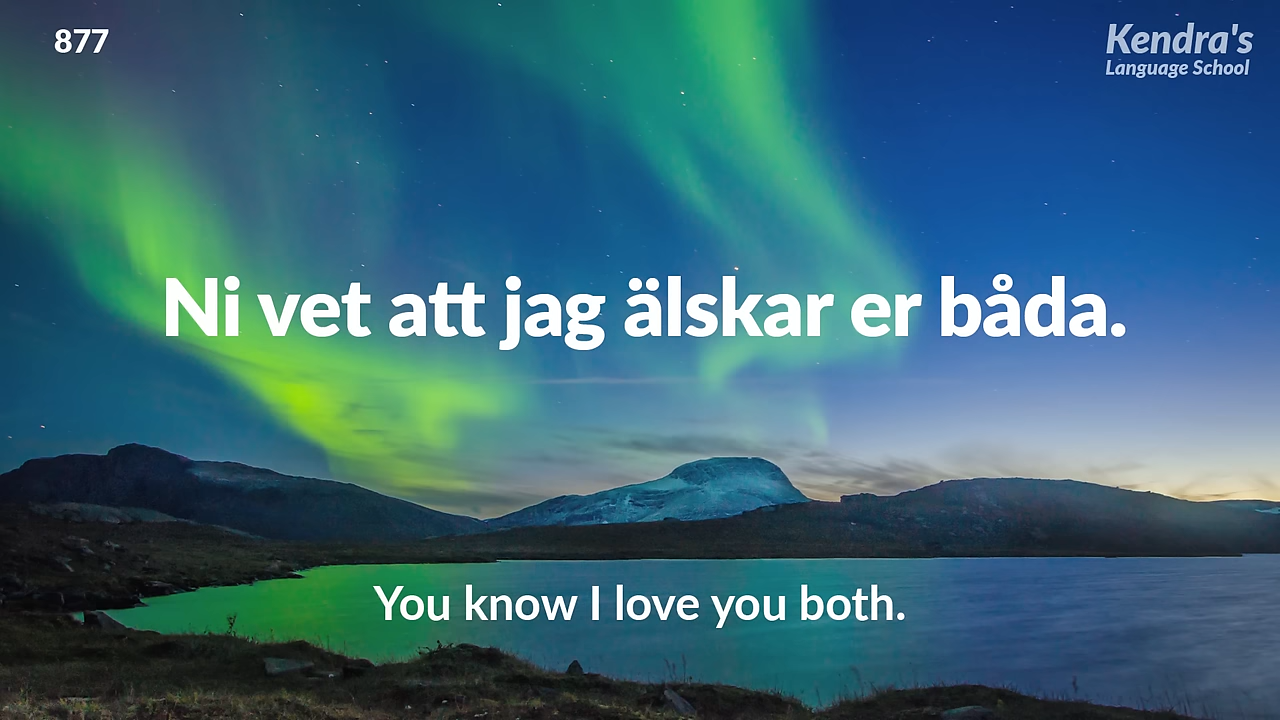 877
Kendra's
Language School
Ni vet att jag älskar er båda.
You know I love you both.